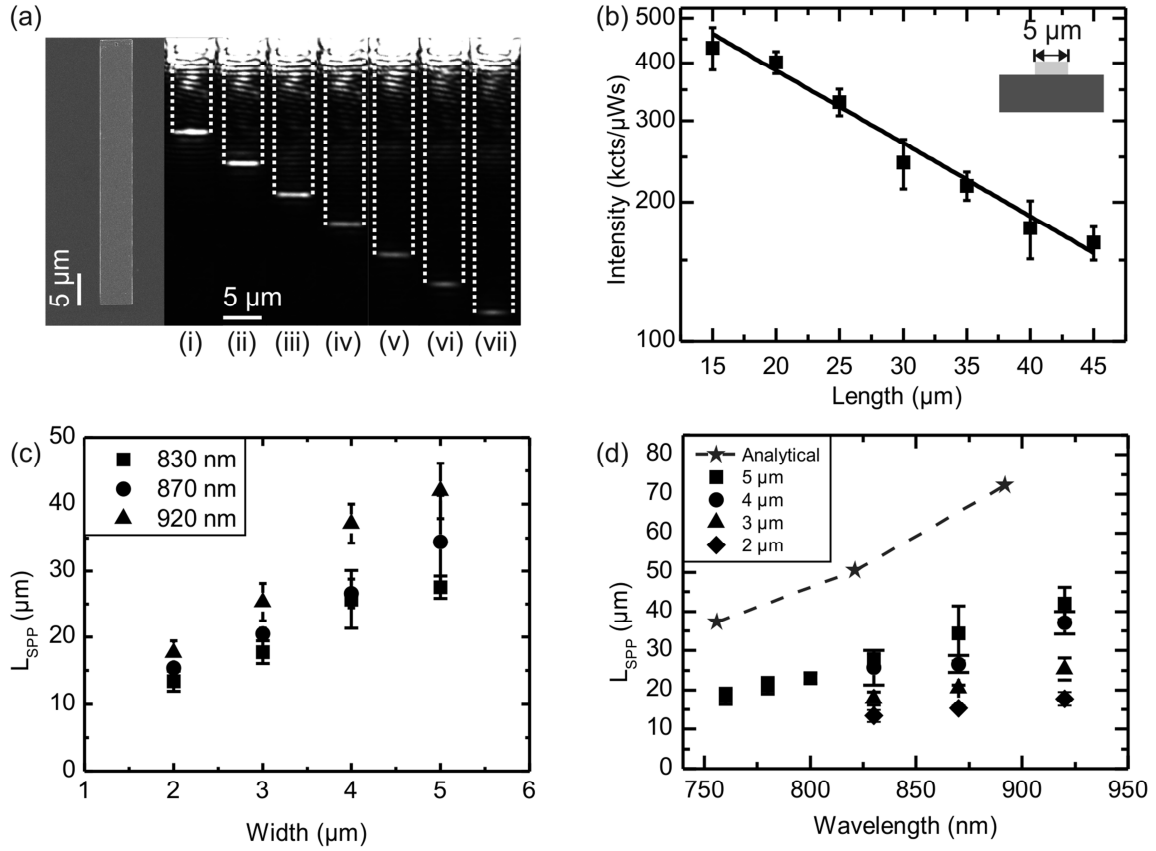 (a)
5 µm
5 µm
(i) (ii) (iii) (iv) (v) (vi) (vii)
(b)
5 µm
Intensity (kcts/µWs)
500
400
300
200
100
15 20 25 30 35 40 45
Length (µm)
(c)
830 nm
870 nm
920 nm
L_SPP (µm)
50
40
30
20
10
0
1 2 3 4 5 6
Width (µm)
(d)
Analytical
5 µm
4 µm
3 µm
2 µm
L_SPP (µm)
80
70
60
50
40
30
20
10
0
750 800 850 900 950
Wavelength (nm)